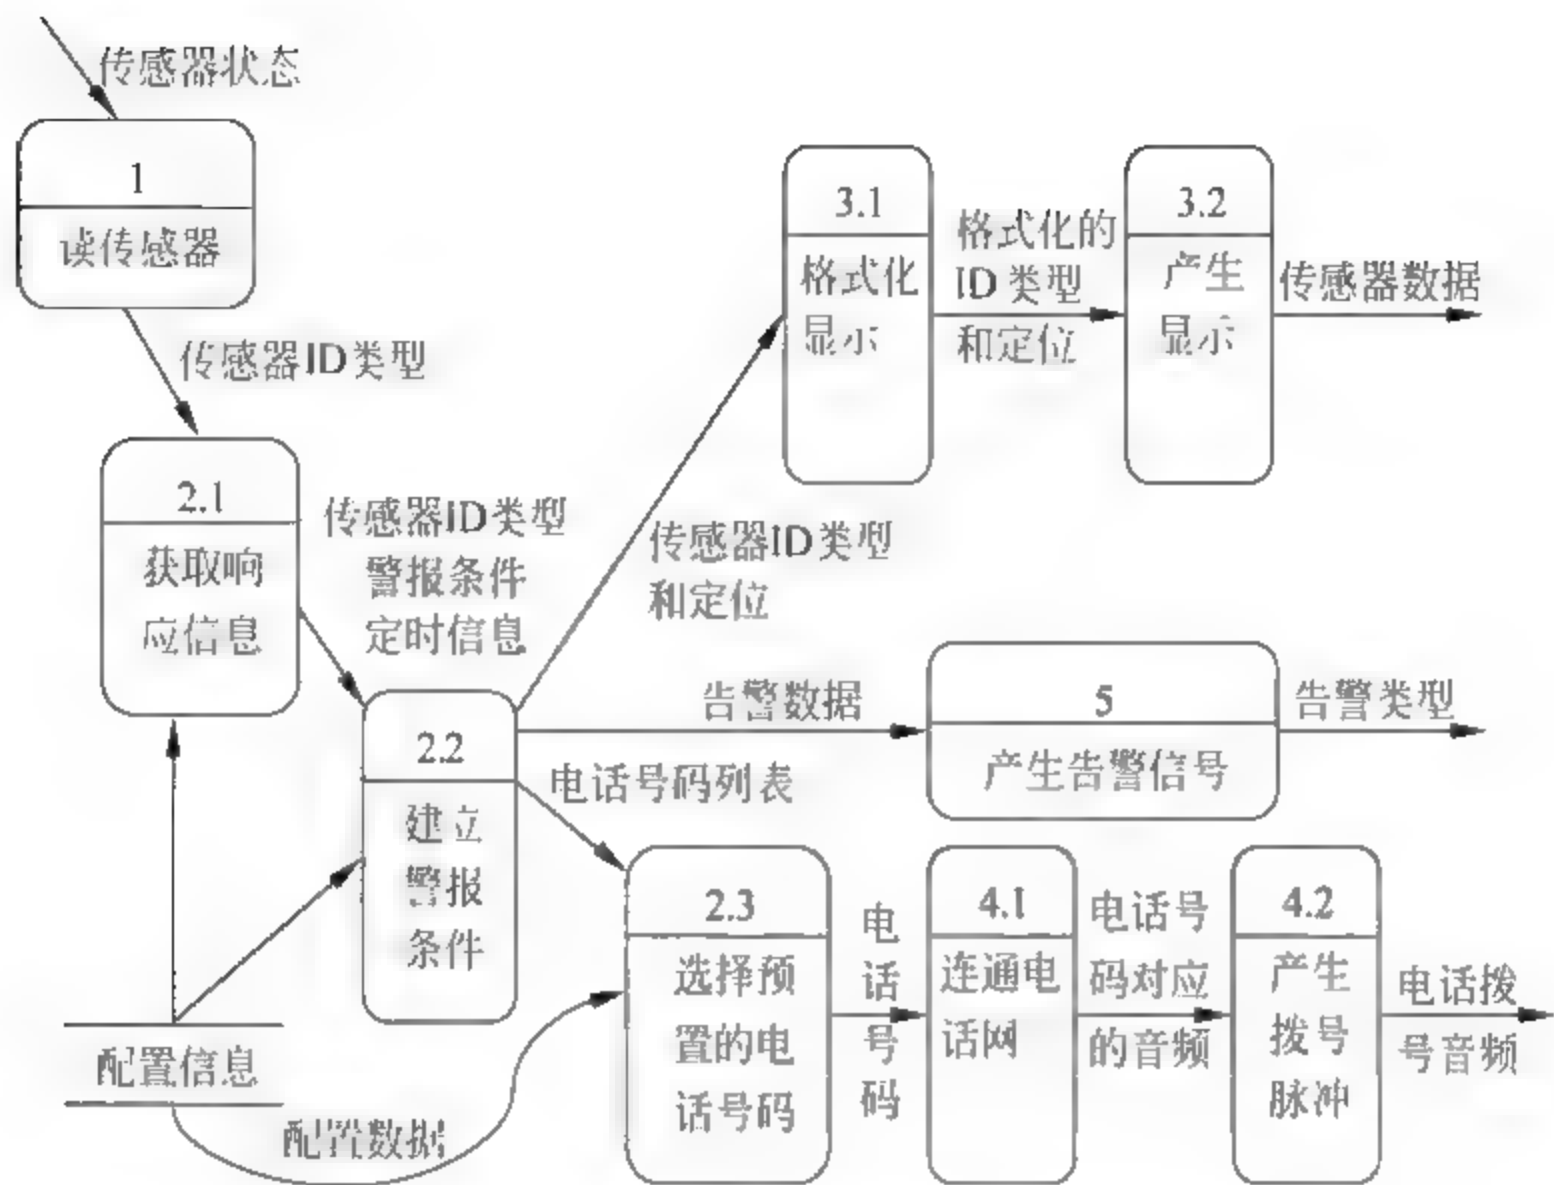 传感器状态
1
读传感器
传感器ID类型
2.1
获取响
应信息
传感器ID类型
警报条件
定时信息
2.2
建立
警报
条件
配置信息
配置数据
传感器ID类型
和定位
3.1
格式化
显示
格式化的
ID类型
和定位
3.2
产生
显示
传感器数据
告警数据
5
产生告警信号
告警类型
电话号码列表
2.3
选择预
置的电
话号码
电
话
号
码
4.1
连通电
话网
电话号
码对应
的音频
4.2
产生
拨号
脉冲
电话拨
号音频